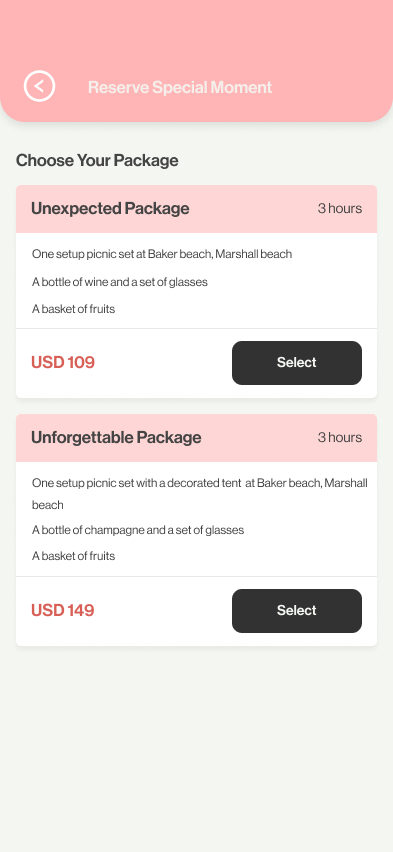 Reserve Special Moment
Choose Your Package
Unexpected Package 3 hours
One setup picnic set at Baker beach, Marshall beach
A bottle of wine and a set of glasses
A basket of fruits
USD 109 Select
Unforgettable Package 3 hours
One setup picnic set with a decorated tent at Baker beach, Marshall
beach
A bottle of champagne and a set of glasses
A basket of fruits
USD 149 Select